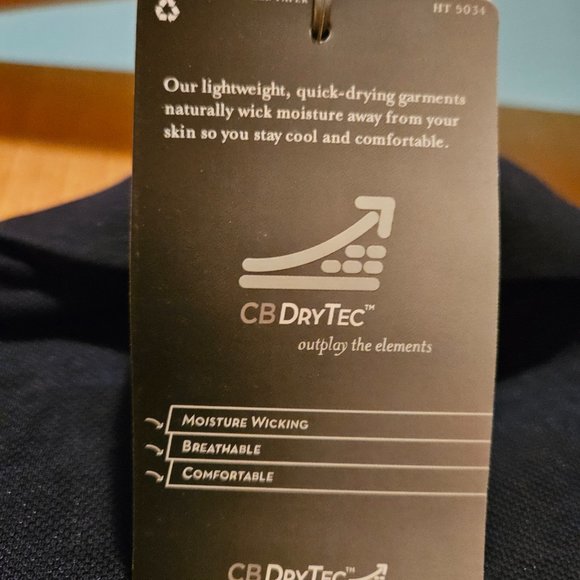 HT 5034
Our lightweight, quick-drying garments
naturally wick moisture away from your
skin so you stay cool and comfortable.
CB DRYTEC™
outplay the elements
MOISTURE WICKING
BREATHABLE
COMFORTABLE
CB DRYTEC™